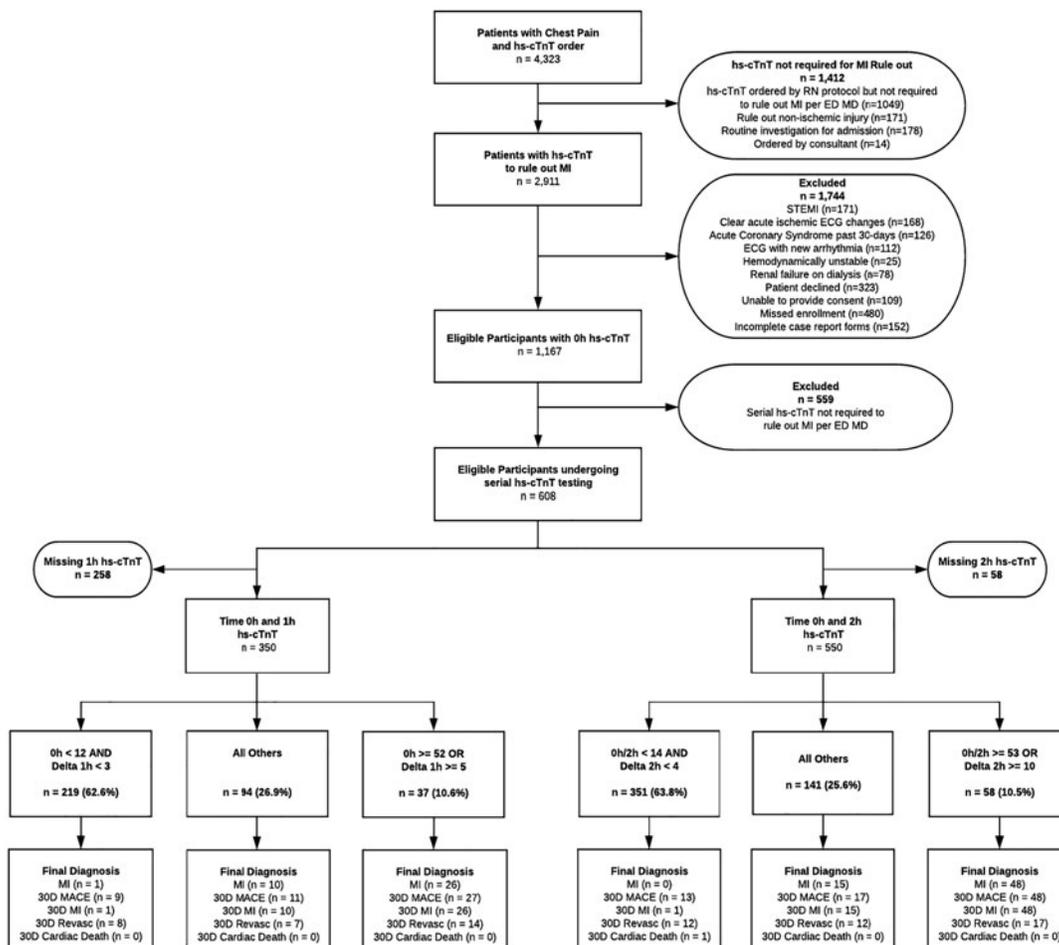 Patients with Chest Pain
and hs-cTnT order
n = 4,323
hs-cTnT not required for MI Rule out
n = 1,412
hs-cTnT ordered by RN protocol but not required
to rule out MI per ED MD (n=1049)
Rule out non-ischemic injury (n=171)
Routine investigation for admission (n=178)
Ordered by consultant (n=14)
Patients with hs-cTnT
to rule out MI
n = 2,911
Excluded
n = 1,744
STEMI (n=171)
Clear acute ischemic ECG changes (n=168)
Acute Coronary Syndrome past 30-days (n=126)
ECG with new arrhythmia (n=112)
Hemodynamically unstable (n=25)
Renal failure on dialysis (n=78)
Patient declined (n=323)
Unable to provide consent (n=109)
Missed enrollment (n=480)
Incomplete case report forms (n=152)
Eligible Participants with 0h hs-cTnT
n = 1,167
Excluded
n = 559
Serial hs-cTnT not required to
rule out MI per ED MD
Eligible Participants undergoing
serial hs-cTnT testing
n = 608
Missing 1h hs-cTnT
n = 258
Missing 2h hs-cTnT
n = 58
Time 0h and 1h
hs-cTnT
n = 350
Time 0h and 2h
hs-cTnT
n = 550
0h < 12 AND
Delta 1h < 3
n = 219 (62.6%)
All Others
n = 94 (26.9%)
0h >= 52 OR
Delta 1h >= 5
n = 37 (10.6%)
0h/2h < 14 AND
Delta 2h < 4
n = 351 (63.8%)
All Others
n = 141 (25.6%)
0h/2h >= 53 OR
Delta 2h >= 10
n = 58 (10.5%)
Final Diagnosis
MI (n = 1)
30D MACE (n = 9)
30D MI (n = 1)
30D Revasc (n = 8)
30D Cardiac Death (n = 0)
Final Diagnosis
MI (n = 10)
30D MACE (n = 11)
30D MI (n = 10)
30D Revasc (n = 7)
30D Cardiac Death (n = 0)
Final Diagnosis
MI (n = 26)
30D MACE (n = 27)
30D MI (n = 26)
30D Revasc (n = 14)
30D Cardiac Death (n = 0)
Final Diagnosis
MI (n = 0)
30D MACE (n = 13)
30D MI (n = 1)
30D Revasc (n = 12)
30D Cardiac Death (n = 1)
Final Diagnosis
MI (n = 15)
30D MACE (n = 17)
30D MI (n = 15)
30D Revasc (n = 12)
30D Cardiac Death (n = 0)
Final Diagnosis
MI (n = 48)
30D MACE (n = 48)
30D MI (n = 48)
30D Revasc (n = 17)
30D Cardiac Death (n = 0)